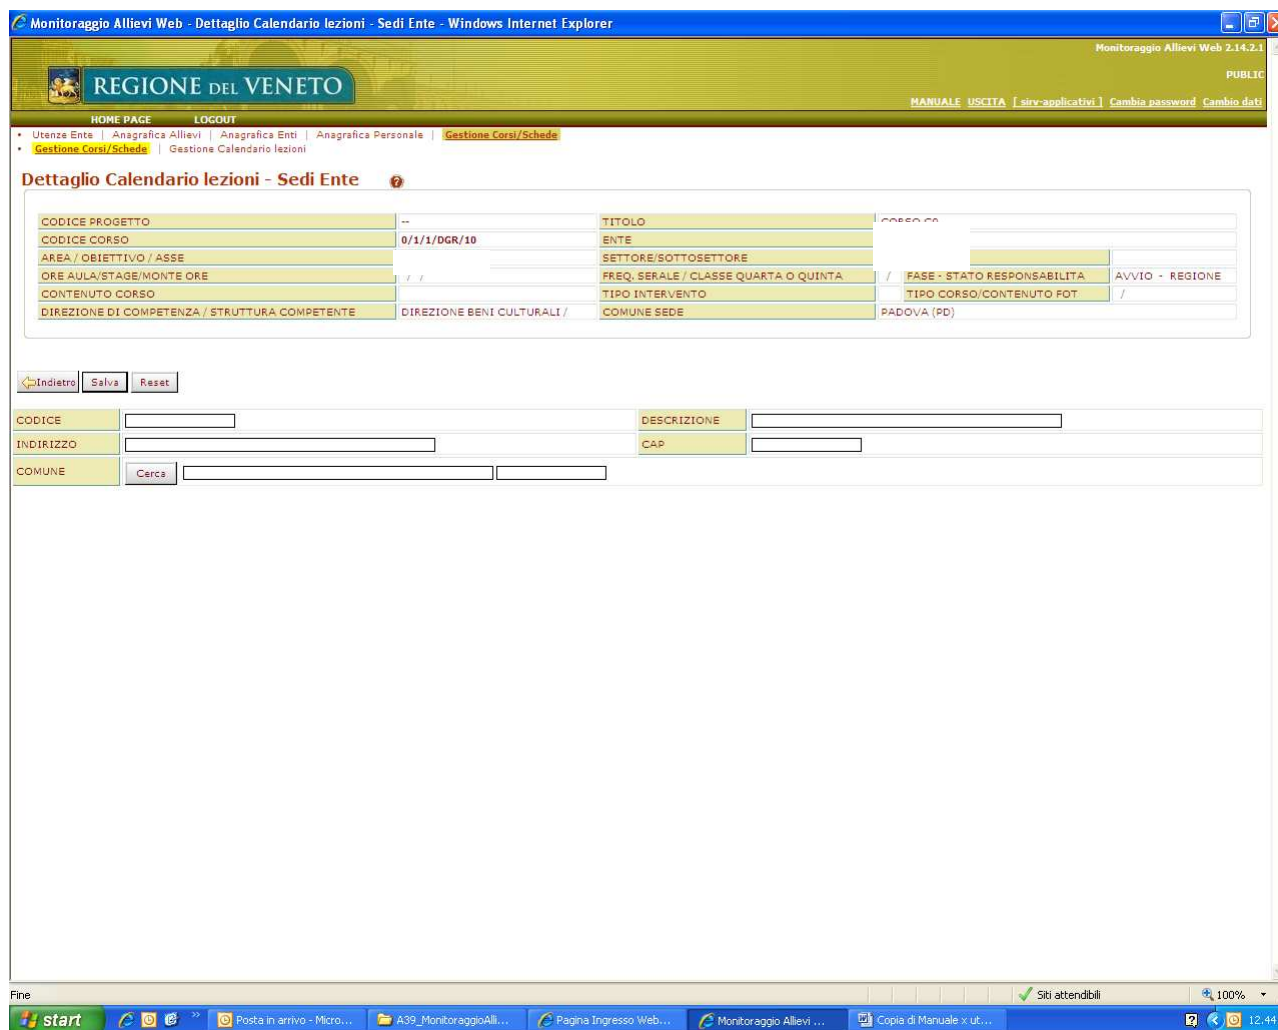 Monitoraggio Allievi Web - Dettaglio Calendario lezioni - Sedi Ente - Windows Internet Explorer
Monitoraggio Allievi Web 2.14.2.1
REGIONE DEL VENETO
PUBLIC
MANUALE USCITA [ sirv-applicativi ] Cambia password Cambio dati
HOME PAGE LOGOUT
• Utenze Ente | Anagrafica Allievi | Anagrafica Enti | Anagrafica Personale | Gestione Corsi/Schede
• Gestione Corsi/Schede | Gestione Calendario lezioni
Dettaglio Calendario lezioni - Sedi Ente ?
CODICE PROGETTO -- TITOLO CORSO
CODICE CORSO 0/1/1/DGR/10 ENTE
AREA / OBIETTIVO / ASSE SETTORE/SOTTOSETTORE
ORE AULA/STAGE/MONTE ORE / / FREQ. SERALE / CLASSE QUARTA O QUINTA / FASE - STATO RESPONSABILITA AVVIO - REGIONE
CONTENUTO CORSO TIPO INTERVENTO TIPO CORSO/CONTENUTO FOT /
DIREZIONE DI COMPETENZA / STRUTTURA COMPETENTE DIREZIONE BENI CULTURALI / COMUNE SEDE PADOVA (PD)
Indietro Salva Reset
CODICE DESCRIZIONE
INDIRIZZO CAP
COMUNE Cerca
Fine Siti attendibili 100%
start » Posta in arrivo - Micro... A39_MonitoraggioAlli... Pagina Ingresso Web... Monitoraggio Allievi ... Copia di Manuale x ut... ? 12.44